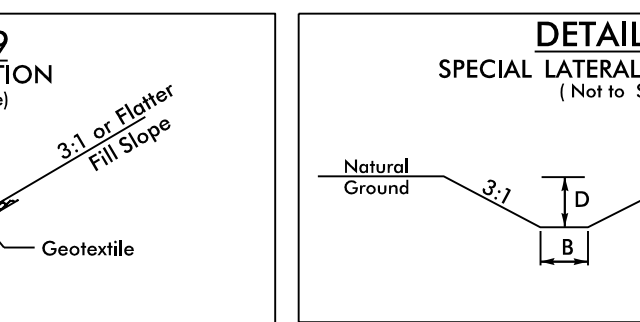 9
TION
e)
3:1 or Flatter
Fill Slope
Geotextile
DETAIL
SPECIAL LATERAL
( Not to S
Natural
Ground
3:1
D
B